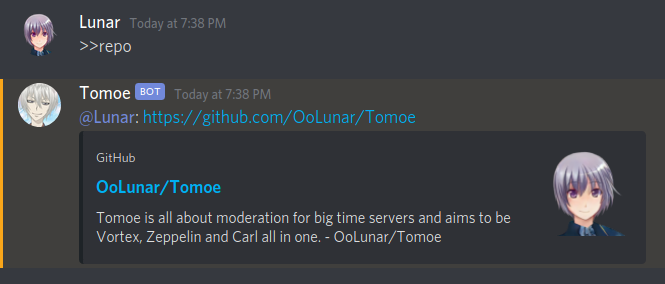 Lunar Today at 7:38 PM
>>repo
Tomoe BOT Today at 7:38 PM
@Lunar: https://github.com/OoLunar/Tomoe
GitHub
OoLunar/Tomoe
Tomoe is all about moderation for big time servers and aims to be
Vortex, Zeppelin and Carl all in one. - OoLunar/Tomoe